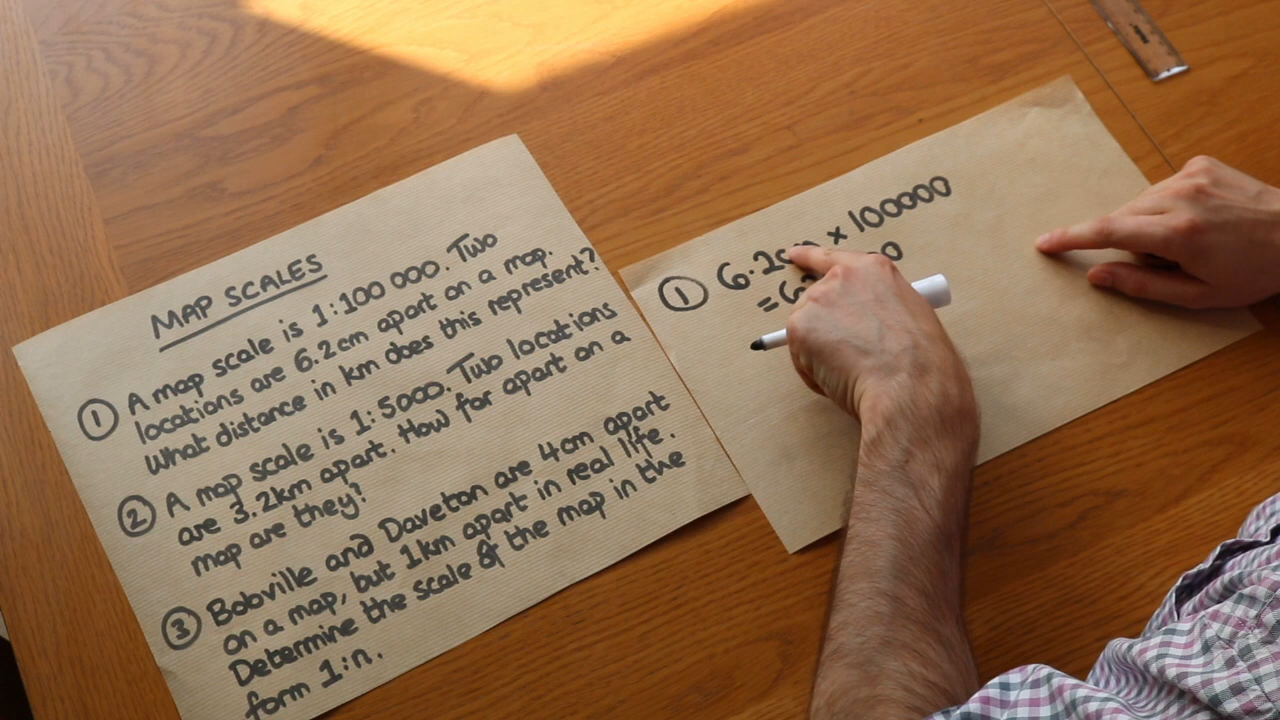 MAP SCALES
① A map scale is 1:100 000. Two
locations are 6.2cm apart on a map.
What distance in km does this represent?
② A map scale is 1:5000. Two locations
are 3.2km apart. How far apart on a
map are they?
③ Bobville and Daveton are 4cm apart
on a map, but 1km apart in real life.
Determine the scale of the map in the
form 1:n.
① 6.2cm × 100000